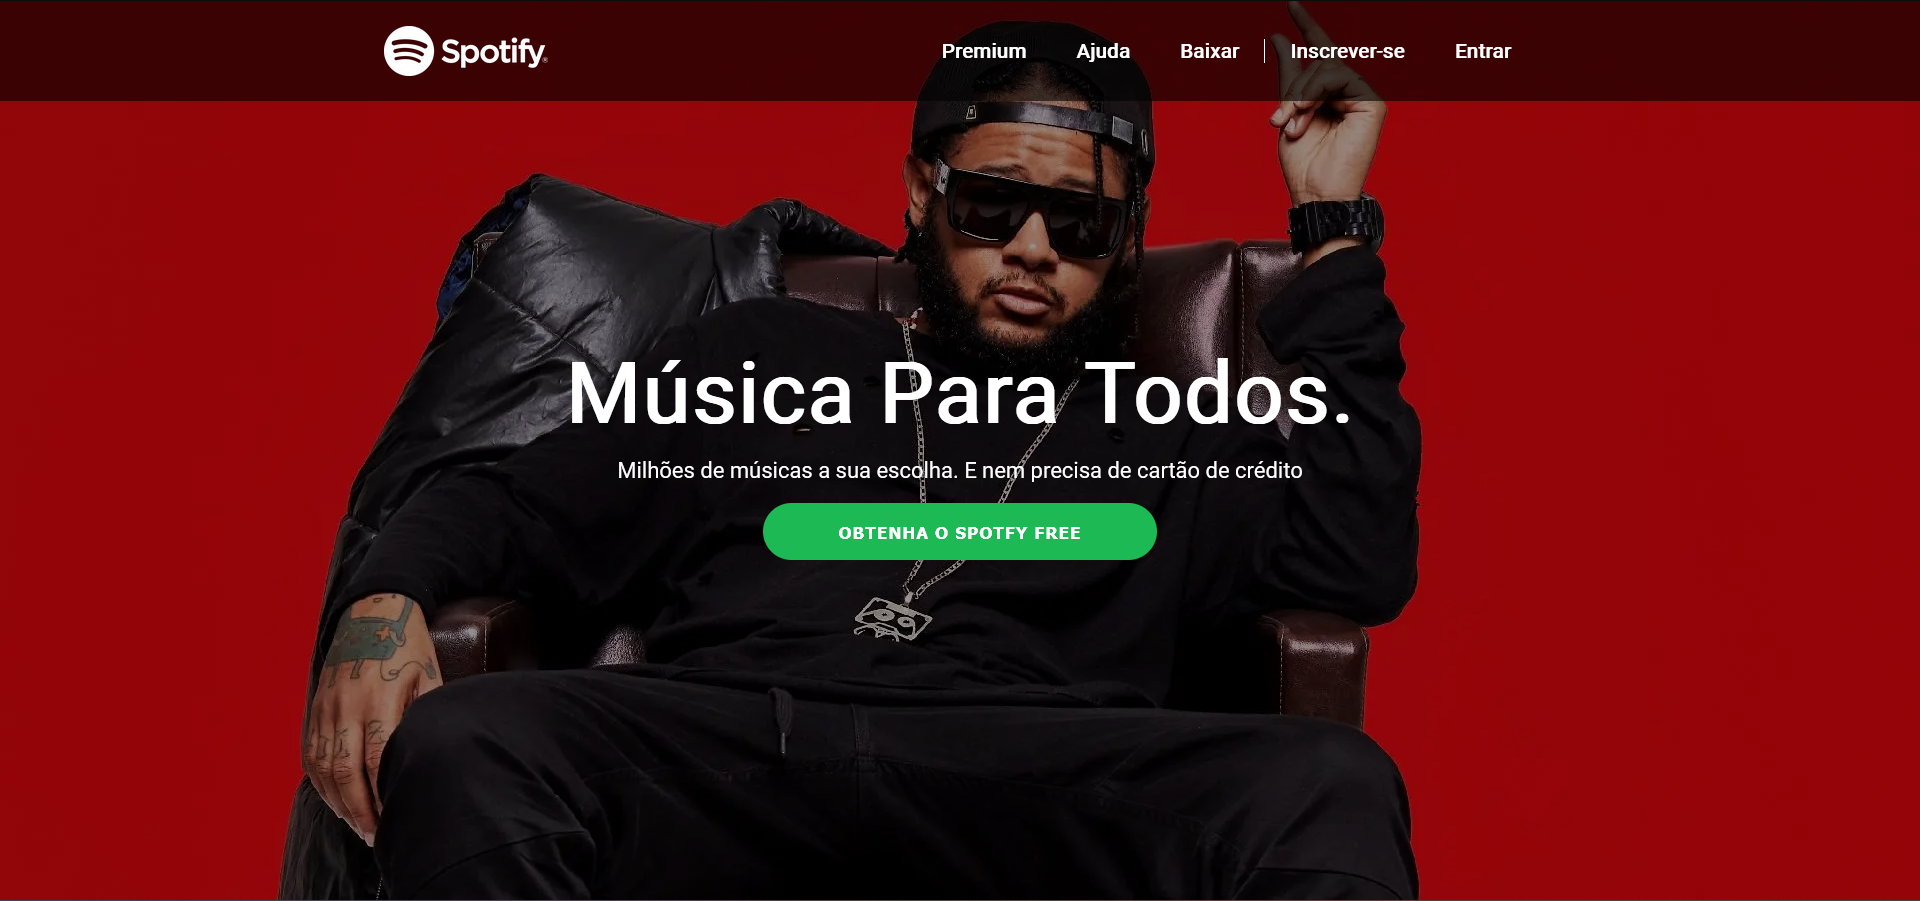 Spotify®
Premium Ajuda Baixar Inscrever-se Entrar
Música Para Todos.
Milhões de músicas a sua escolha. E nem precisa de cartão de crédito
OBTENHA O SPOTFY FREE